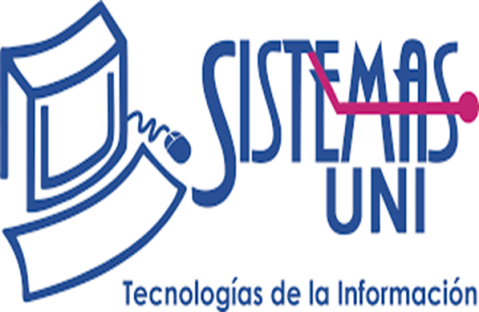 SISTEMAS
UNI
Tecnologías de la Información